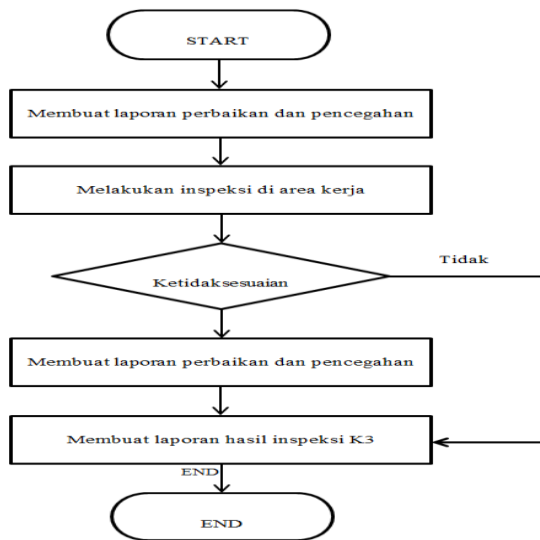 START
Membuat laporan perbaikan dan pencegahan
Melakukan inspeksi di area kerja
Tidak
Ketidaksesuaian
Membuat laporan perbaikan dan pencegahan
Membuat laporan hasil inspeksi K3
END
END